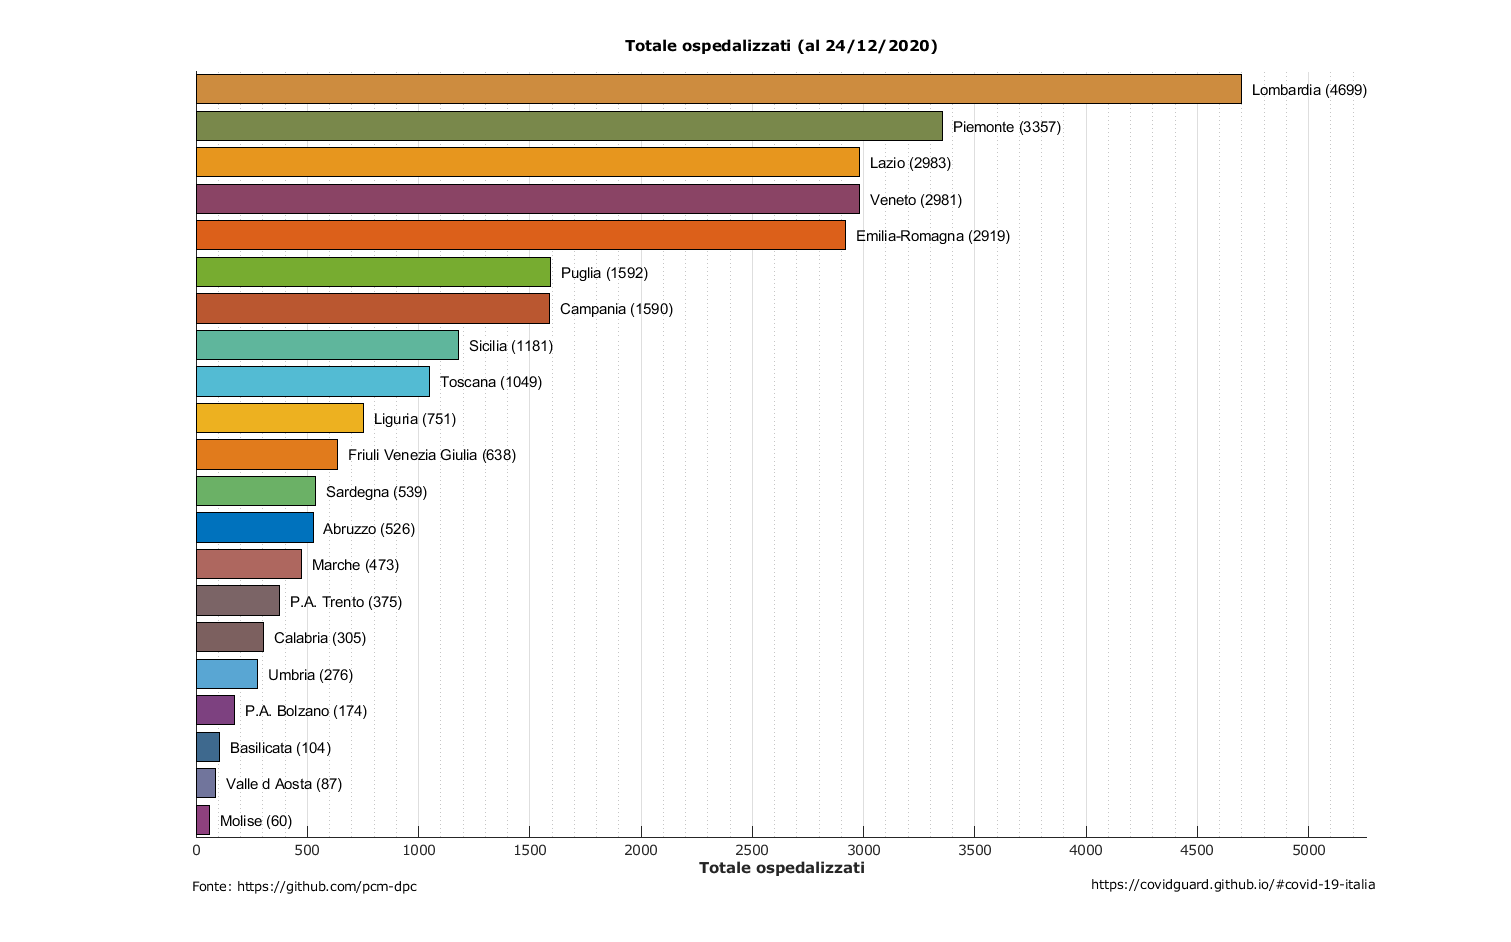 Totale ospedalizzati (al 24/12/2020)
Lombardia (4699)
Piemonte (3357)
Lazio (2983)
Veneto (2981)
Emilia-Romagna (2919)
Puglia (1592)
Campania (1590)
Sicilia (1181)
Toscana (1049)
Liguria (751)
Friuli Venezia Giulia (638)
Sardegna (539)
Abruzzo (526)
Marche (473)
P.A. Trento (375)
Calabria (305)
Umbria (276)
P.A. Bolzano (174)
Basilicata (104)
Valle d Aosta (87)
Molise (60)
0 500 1000 1500 2000 2500 3000 3500 4000 4500 5000
Totale ospedalizzati
Fonte: https://github.com/pcm-dpc
https://covidguard.github.io/#covid-19-italia